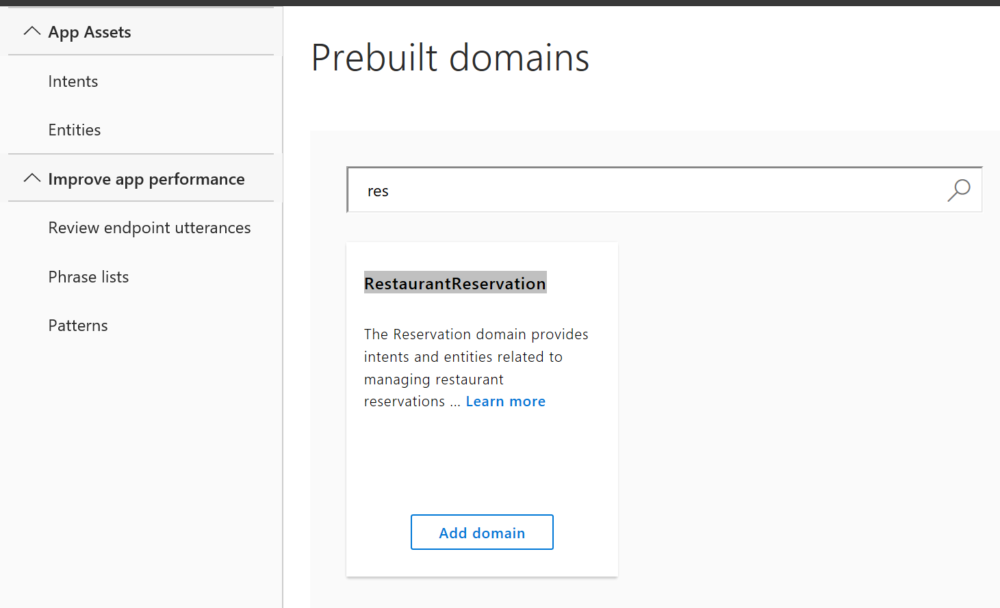 App Assets
Intents
Entities
Improve app performance
Review endpoint utterances
Phrase lists
Patterns
Prebuilt domains
res
RestaurantReservation
The Reservation domain provides
intents and entities related to
managing restaurant
reservations ... Learn more
Add domain